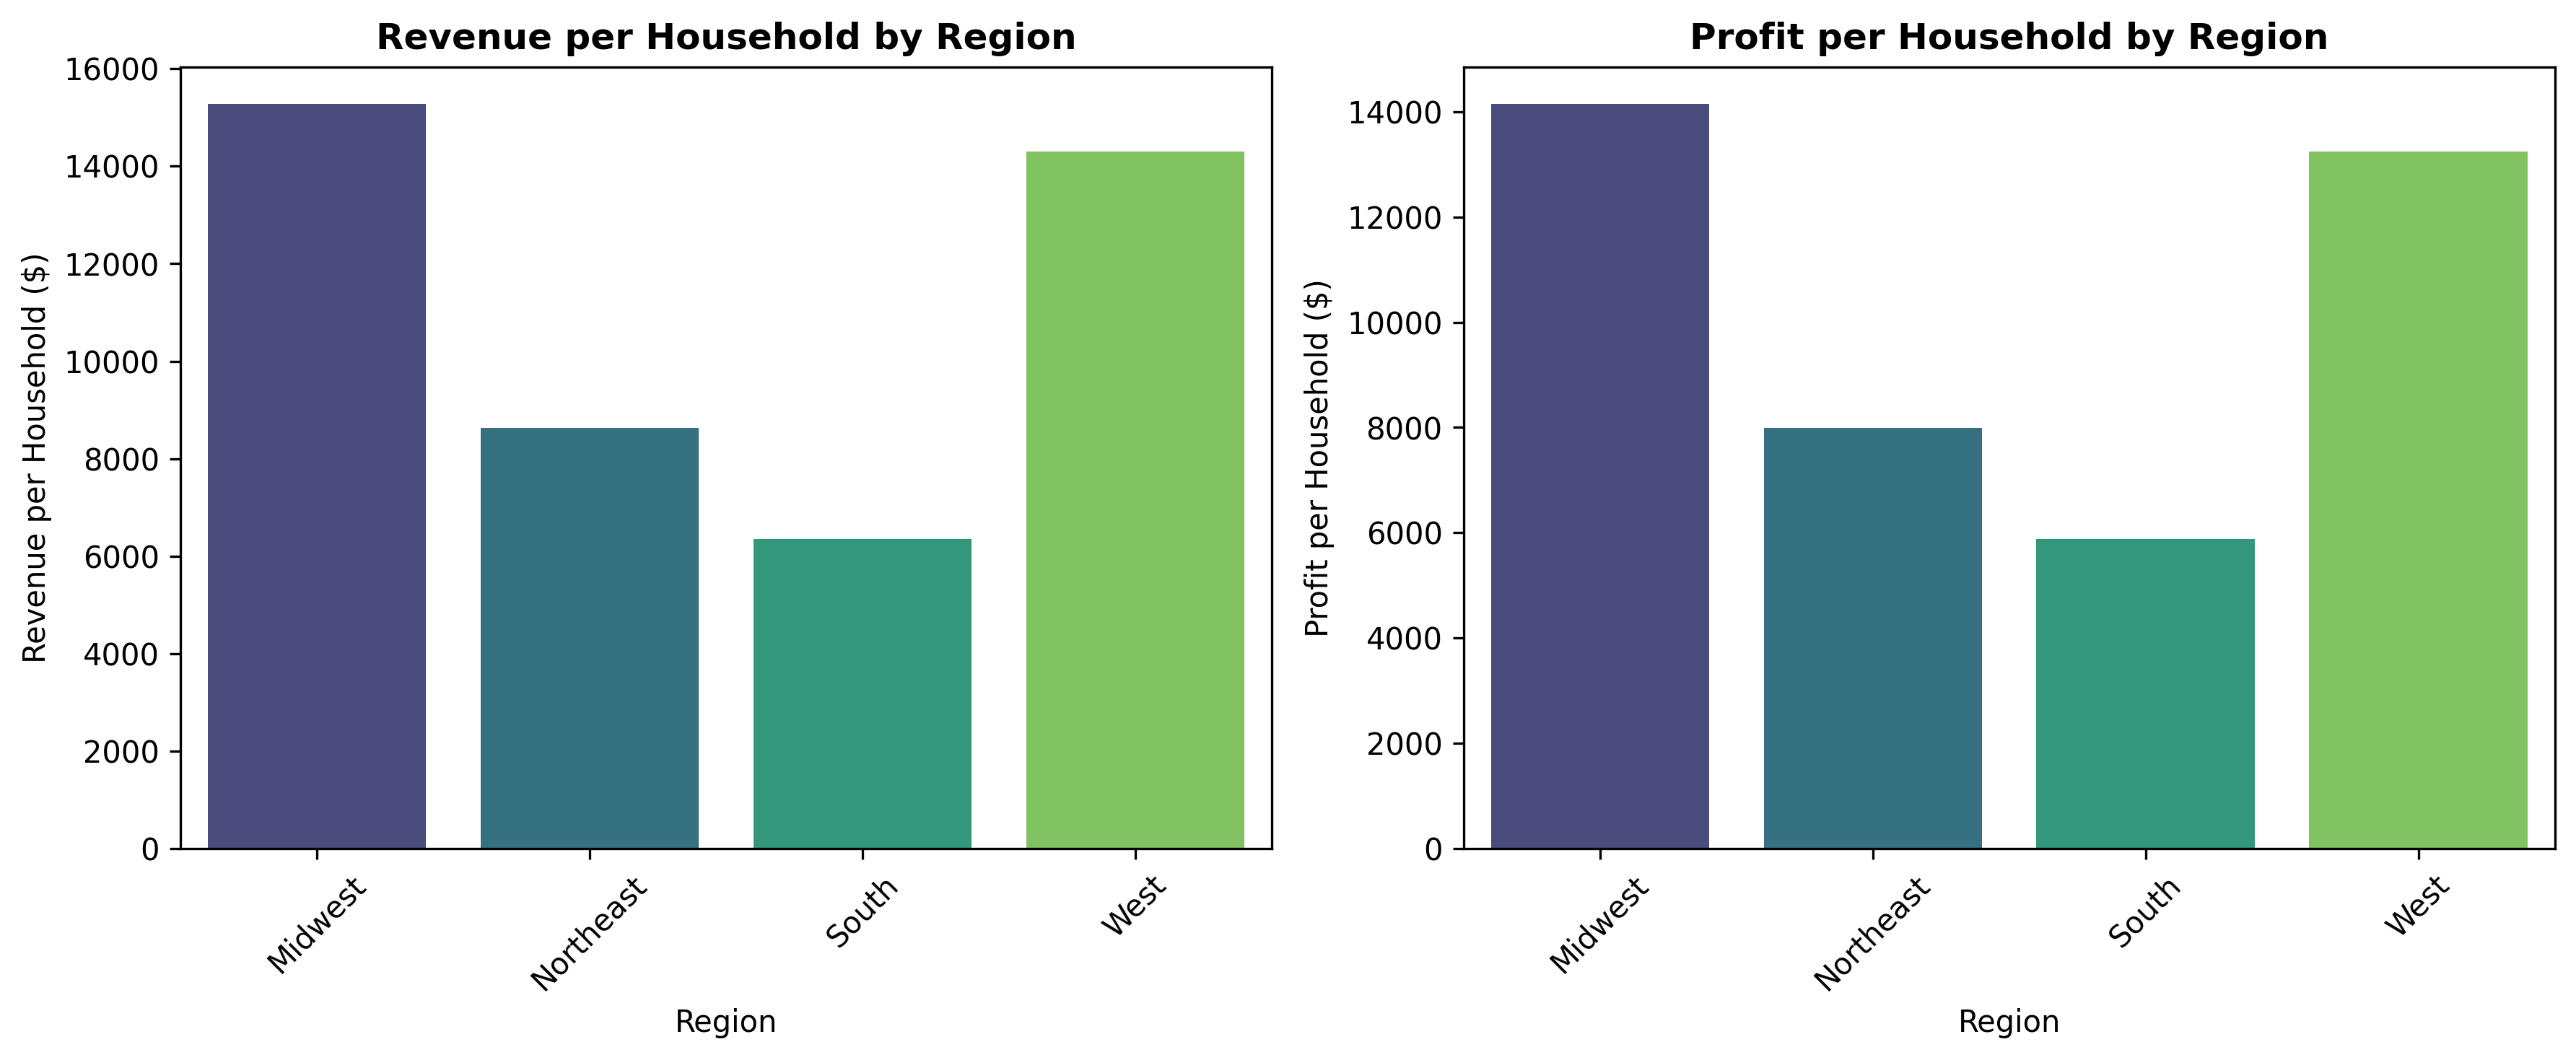 Revenue per Household by Region
Revenue per Household ($)
16000
14000
12000
10000
8000
6000
4000
2000
0
Midwest
Northeast
South
West
Region
Profit per Household by Region
Profit per Household ($)
14000
12000
10000
8000
6000
4000
2000
0
Midwest
Northeast
South
West
Region